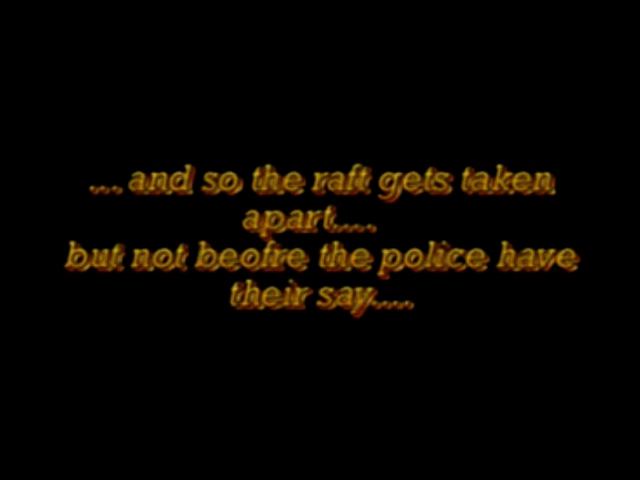 .... and so the raft gets taken
apart....
but not beofre the police have
their say.....